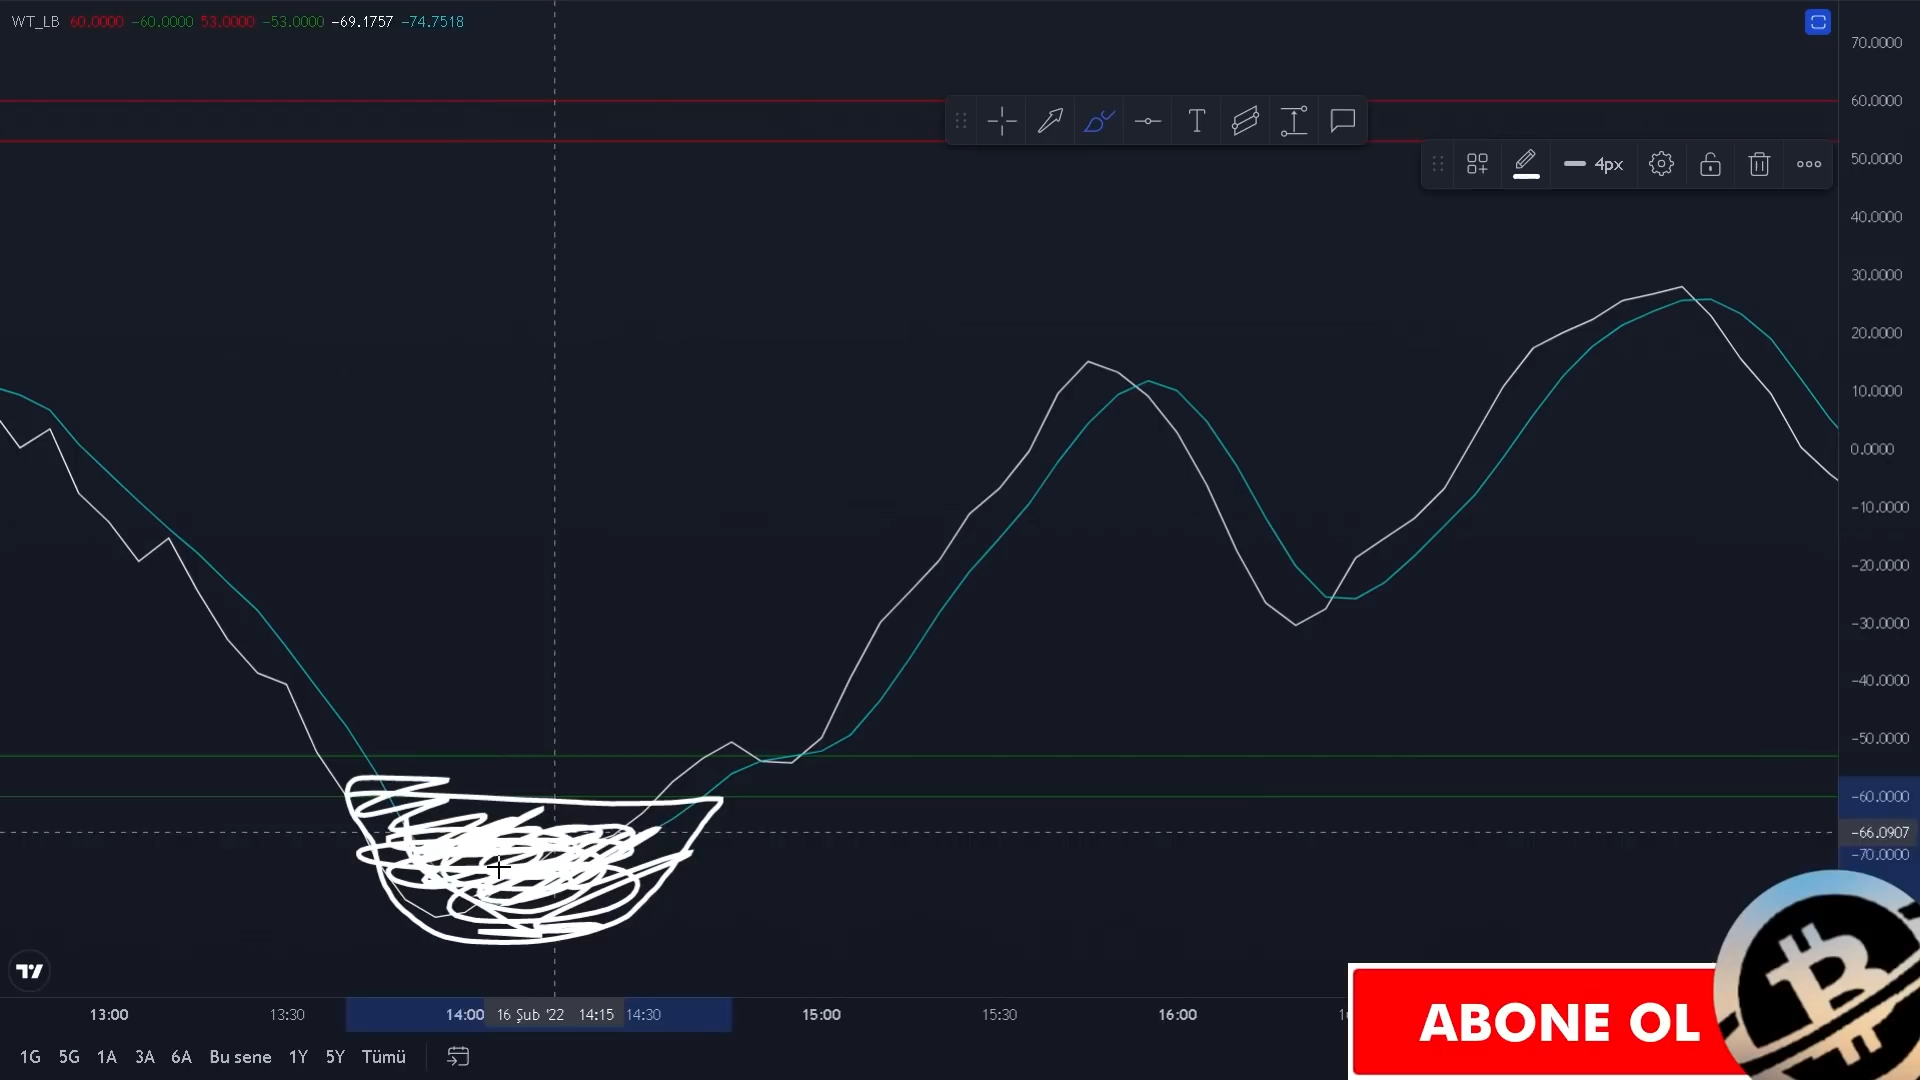 WT_LB 60.0000 −60.0000 53.0000 −53.0000 −69.1757 −74.7518
70.0000
60.0000
T
50.0000
4px
40.0000
30.0000
20.0000
10.0000
0.0000
−10.0000
−20.0000
−30.0000
−40.0000
−50.0000
−60.0000
−66.0907
−70.0000
13:00 13:30 14:00 16 Şub '22 14:15 14:30 15:00 15:30 16:00
ABONE OL
1G 5G 1A 3A 6A Bu sene 1Y 5Y Tümü